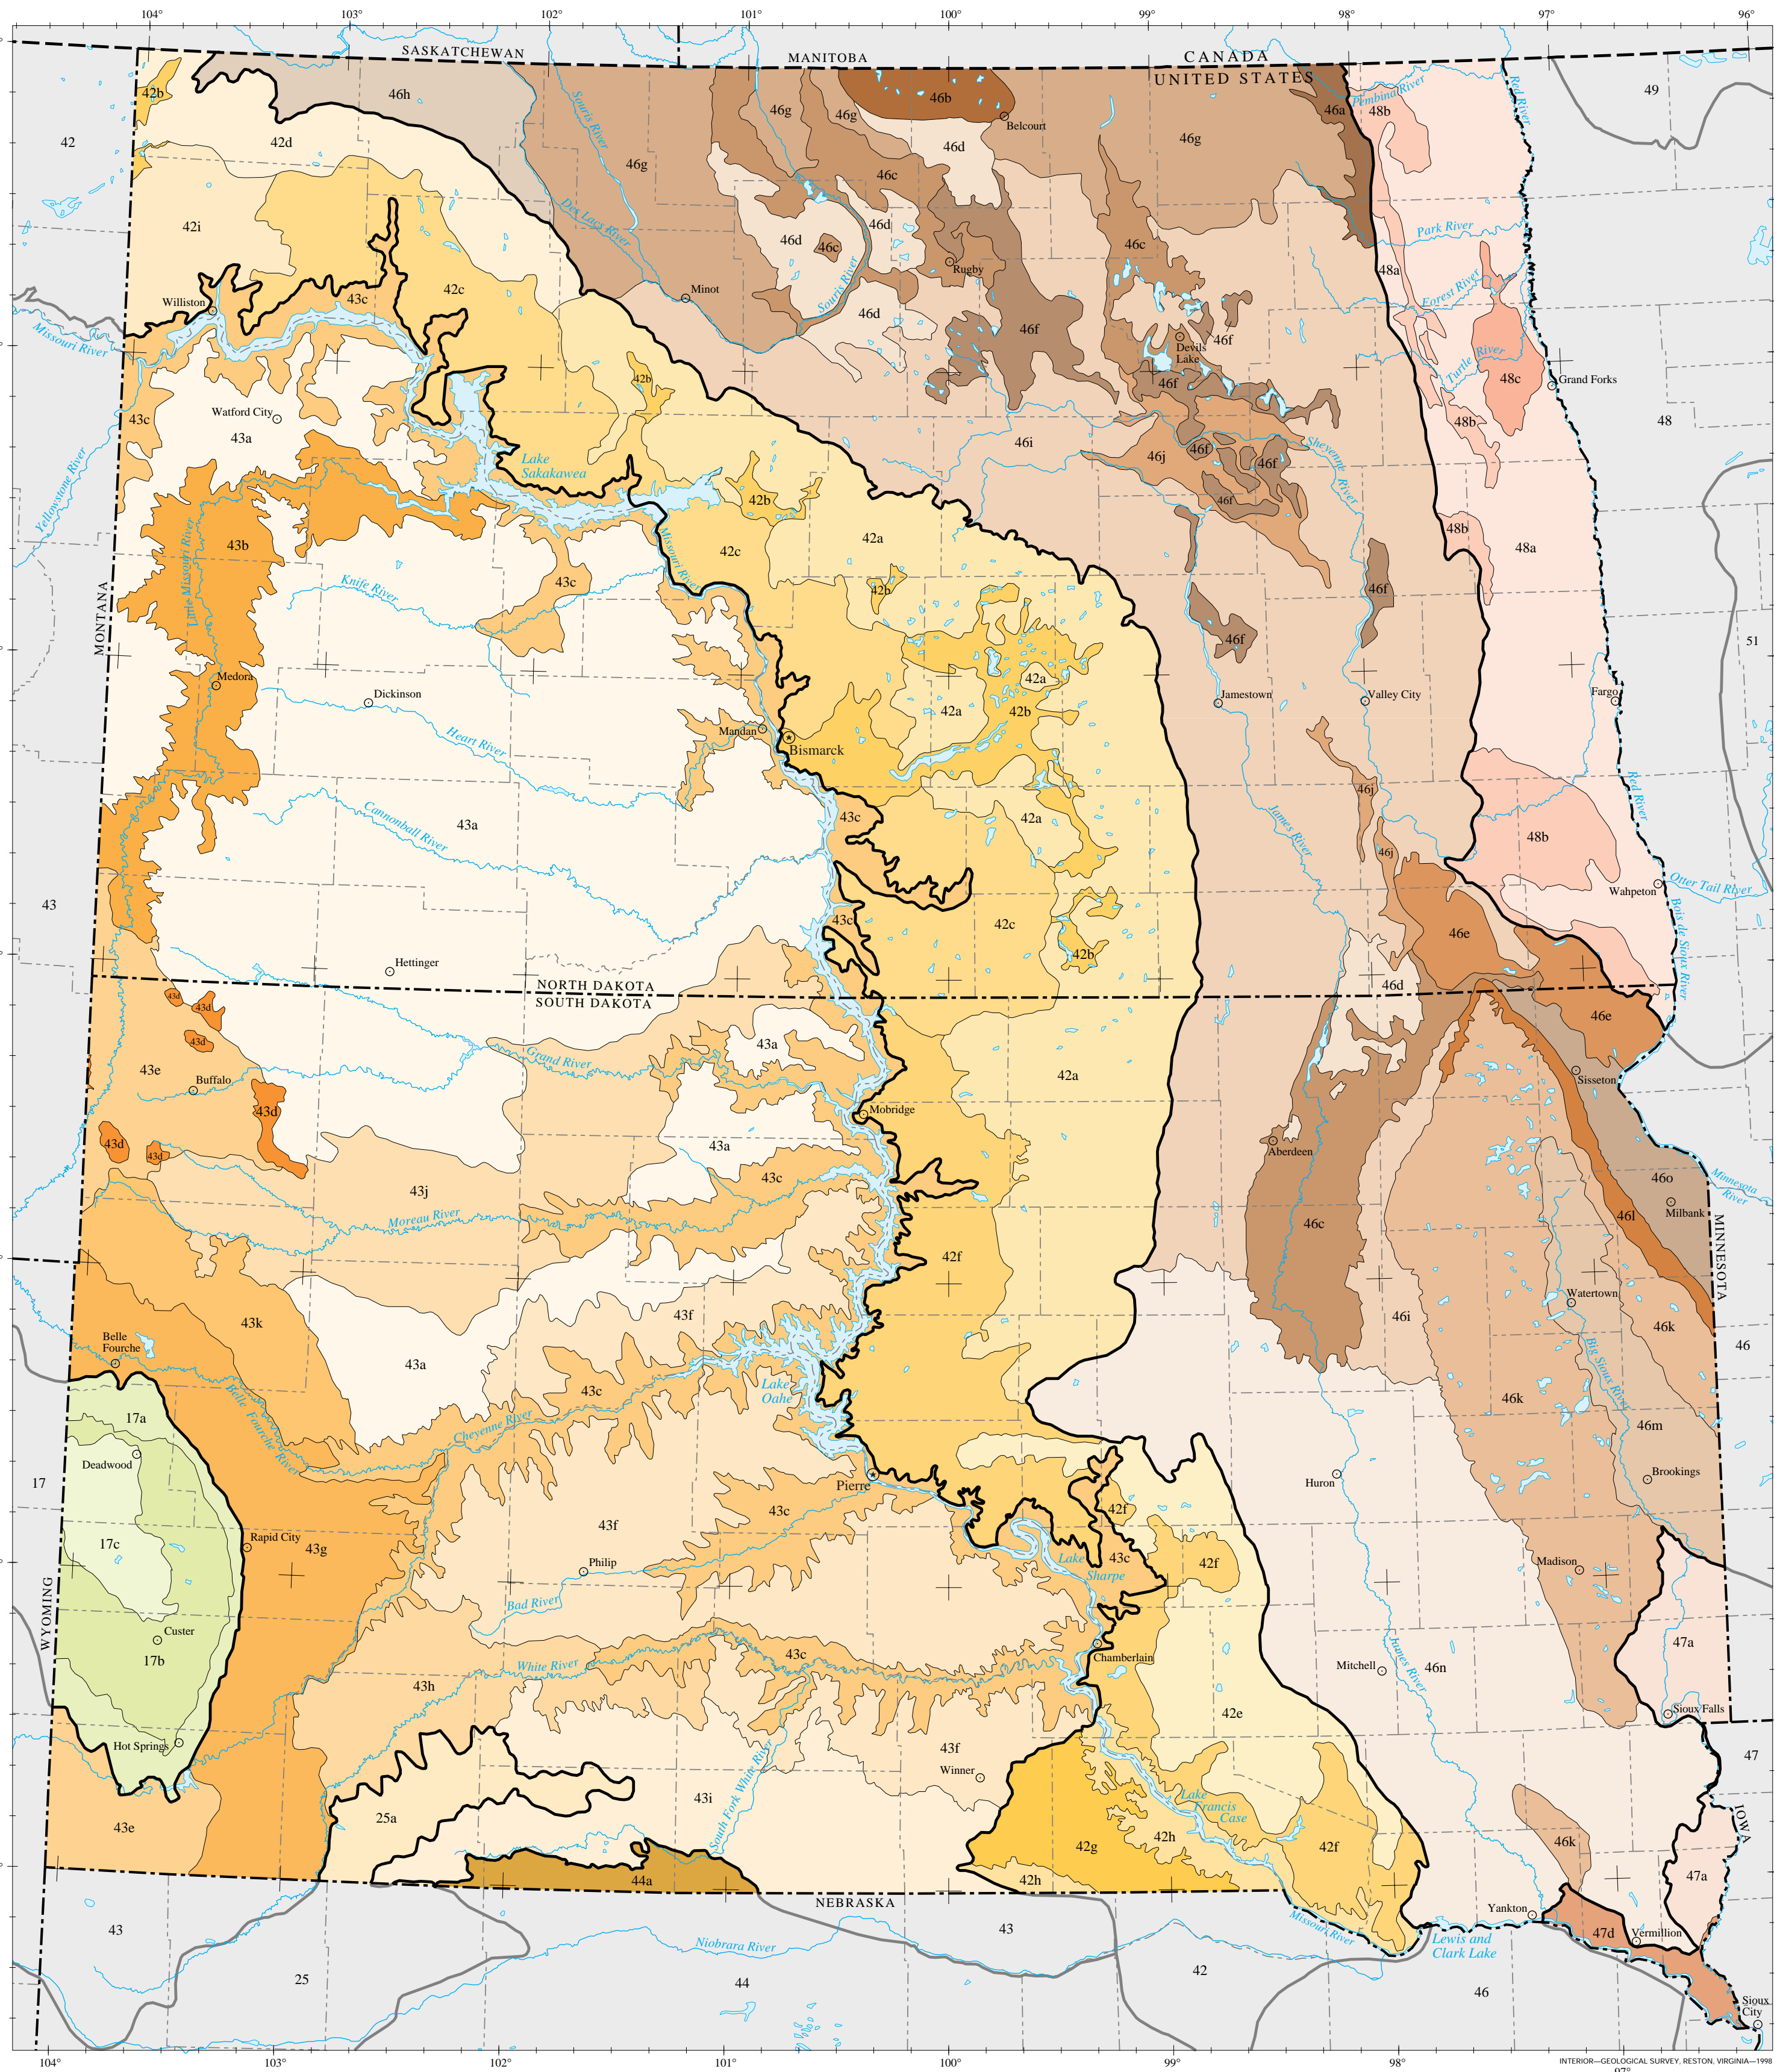 104°
103°
102°
101°
100°
99°
98°
97°
96°
SASKATCHEWAN
MANITOBA
CANADA
UNITED STATES
42
42b
46h
42d
46g
Souris River
46g
46g
46b
Belcourt
46d
46c
46g
46a
Pembina River
48b
Red River
49
42i
Des Lacs River
46d
46c
46d
Souris River
Rugby
46c
48a
Park River
Forest River
Williston
43c
42c
Minot
46d
46f
Devils
Lake
46f
46f
Turtle River
48c
Grand Forks
Missouri River
43c
Watford City
43a
42b
46i
46j
46f
46f
46f
Sheyenne River
48b
48
Yellowstone River
Lake
Sakakawea
42b
42a
42c
Missouri River
43b
Little Missouri River
43c
Knife River
42b
46f
46f
48b
48a
51
MONTANA
Medora
Dickinson
Heart River
Mandan
Bismarck
42a
42a
42b
Jamestown
Valley City
Fargo
Red River
Cannonball River
43a
43c
42a
James River
46j
46j
48b
Wahpeton
Otter Tail River
Bois de Sioux River
43
43c
42c
42b
46e
46d
Hettinger
NORTH DAKOTA
SOUTH DAKOTA
43d
43d
43d
43e
Buffalo
43d
43d
43d
Grand River
43a
42a
46e
Sisseton
Mobridge
43a
43c
Aberdeen
43j
Moreau River
46c
46o
Milbank
46l
Minnesota
River
MINNESOTA
42f
43k
43f
43a
46i
Watertown
46k
46
Belle
Fourche
Belle Fourche River
Cheyenne River
43c
Lake
Oahe
46k
Big Sioux River
46m
17a
Deadwood
17
17c
Rapid City
43g
Pierre
43c
43f
Philip
Bad River
42f
43c
42f
Lake
Sharpe
Huron
Brookings
Madison
WYOMING
Custer
17b
43h
White River
43c
Chamberlain
Mitchell
James River
46n
47a
42e
Sioux Falls
Hot Springs
43f
Winner
43i
South Fork White River
25a
43e
44a
42g
42h
42h
Lake
Francis
Case
42f
46k
47a
47
IOWA
NEBRASKA
43
43
Niobrara River
Missouri River
Lewis and
Clark Lake
Yankton
47d
Vermillion
25
44
42
46
Sioux
City
104°
103°
102°
101°
100°
99°
98°
97°
INTERIOR—GEOLOGICAL SURVEY, RESTON, VIRGINIA—1998